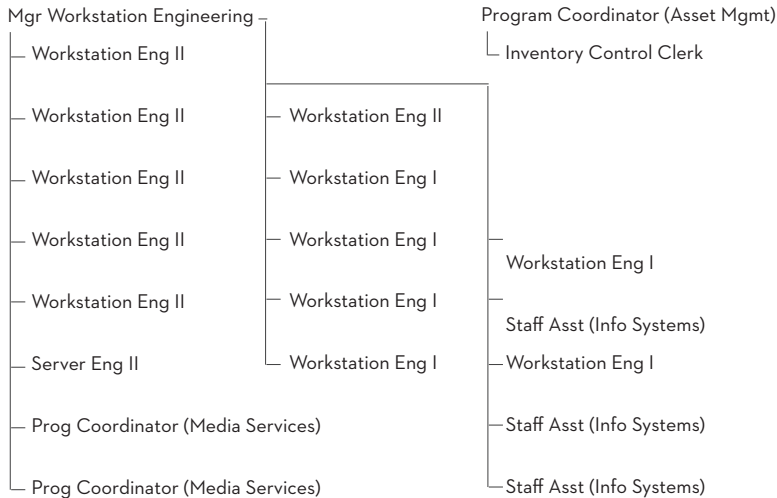 Mgr Workstation Engineering
Workstation Eng II
Workstation Eng II
Workstation Eng II
Workstation Eng II
Workstation Eng II
Server Eng II
Prog Coordinator (Media Services)
Prog Coordinator (Media Services)
Workstation Eng II
Workstation Eng I
Workstation Eng I
Workstation Eng I
Workstation Eng I
Program Coordinator (Asset Mgmt)
Inventory Control Clerk
Workstation Eng I
Staff Asst (Info Systems)
Workstation Eng I
Staff Asst (Info Systems)
Staff Asst (Info Systems)